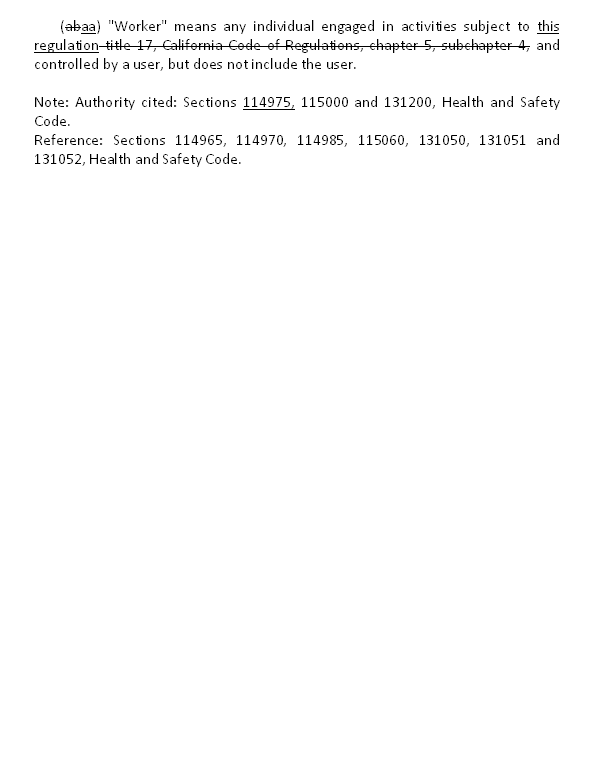 (abaa) "Worker" means any individual engaged in activities subject to this
regulation title 17, California Code of Regulations, chapter 5, subchapter 4, and
controlled by a user, but does not include the user.
Note: Authority cited: Sections 114975, 115000 and 131200, Health and Safety
Code.
Reference: Sections 114965, 114970, 114985, 115060, 131050, 131051 and
131052, Health and Safety Code.